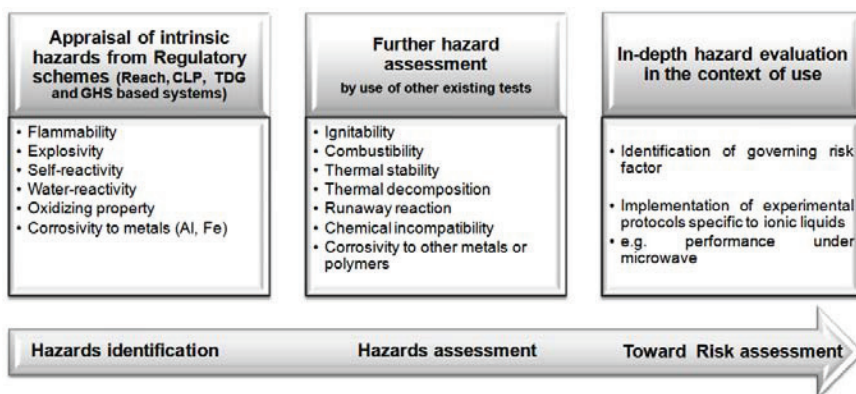 Appraisal of intrinsic
hazards from Regulatory
schemes (Reach, CLP, TDG
and GHS based systems)
• Flammability
• Explosivity
• Self-reactivity
• Water-reactivity
• Oxidizing property
• Corrosivity to metals (Al, Fe)
Further hazard
assessment
by use of other existing tests
• Ignitability
• Combustibility
• Thermal stability
• Thermal decomposition
• Runaway reaction
• Chemical incompatibility
• Corrosivity to other metals or
polymers
In-depth hazard evaluation
in the context of use
• Identification of governing risk
factor
• Implementation of experimental
protocols specific to ionic liquids
• e.g. performance under
microwave
Hazards identification
Hazards assessment
Toward Risk assessment